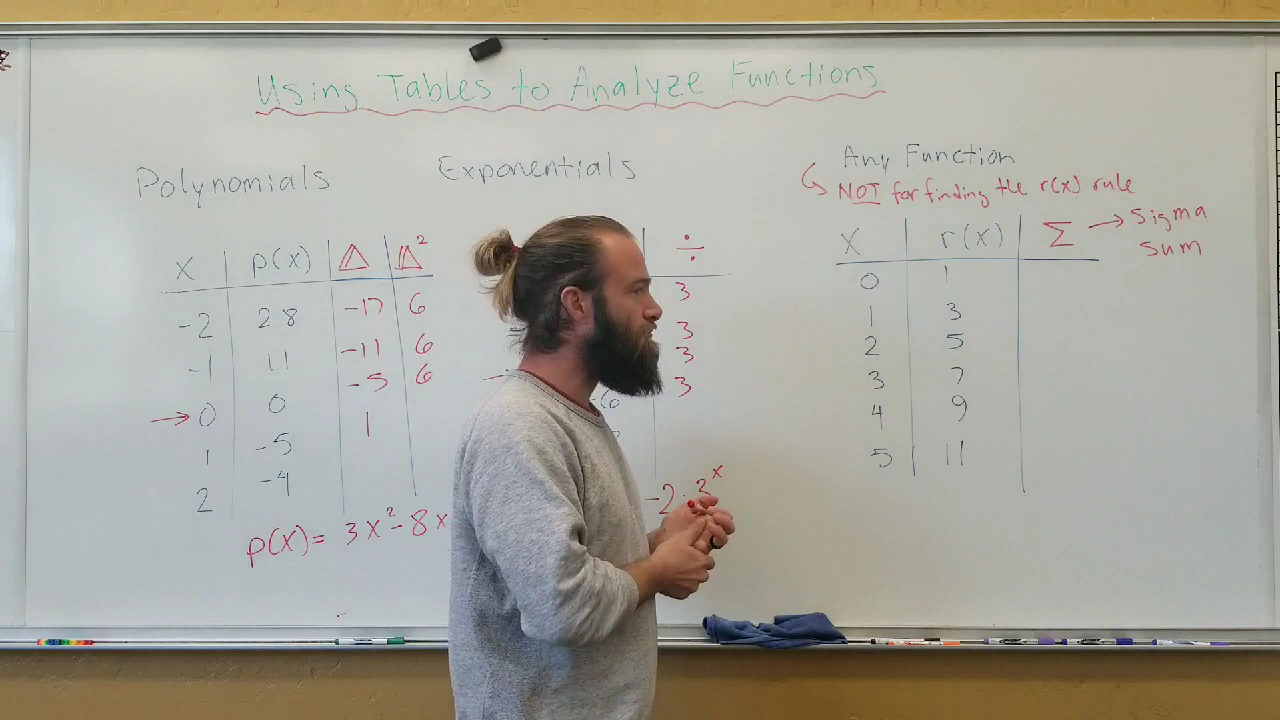 Using Tables to Analyze Functions
Polynomials
x p(x) Δ Δ²
-2 28 -17 6
-1 11 -11 6
→ 0 0 -5 6
1 -5 1
2 -4
p(x) = 3x² - 8x
Exponentials
÷
3
3
3
3
-2 · 3ˣ
Any Function
↳ NOT for finding the r(x) rule
x r(x) Σ → Sigma
sum
0 1
1 3
2 5
3 7
4 9
5 11